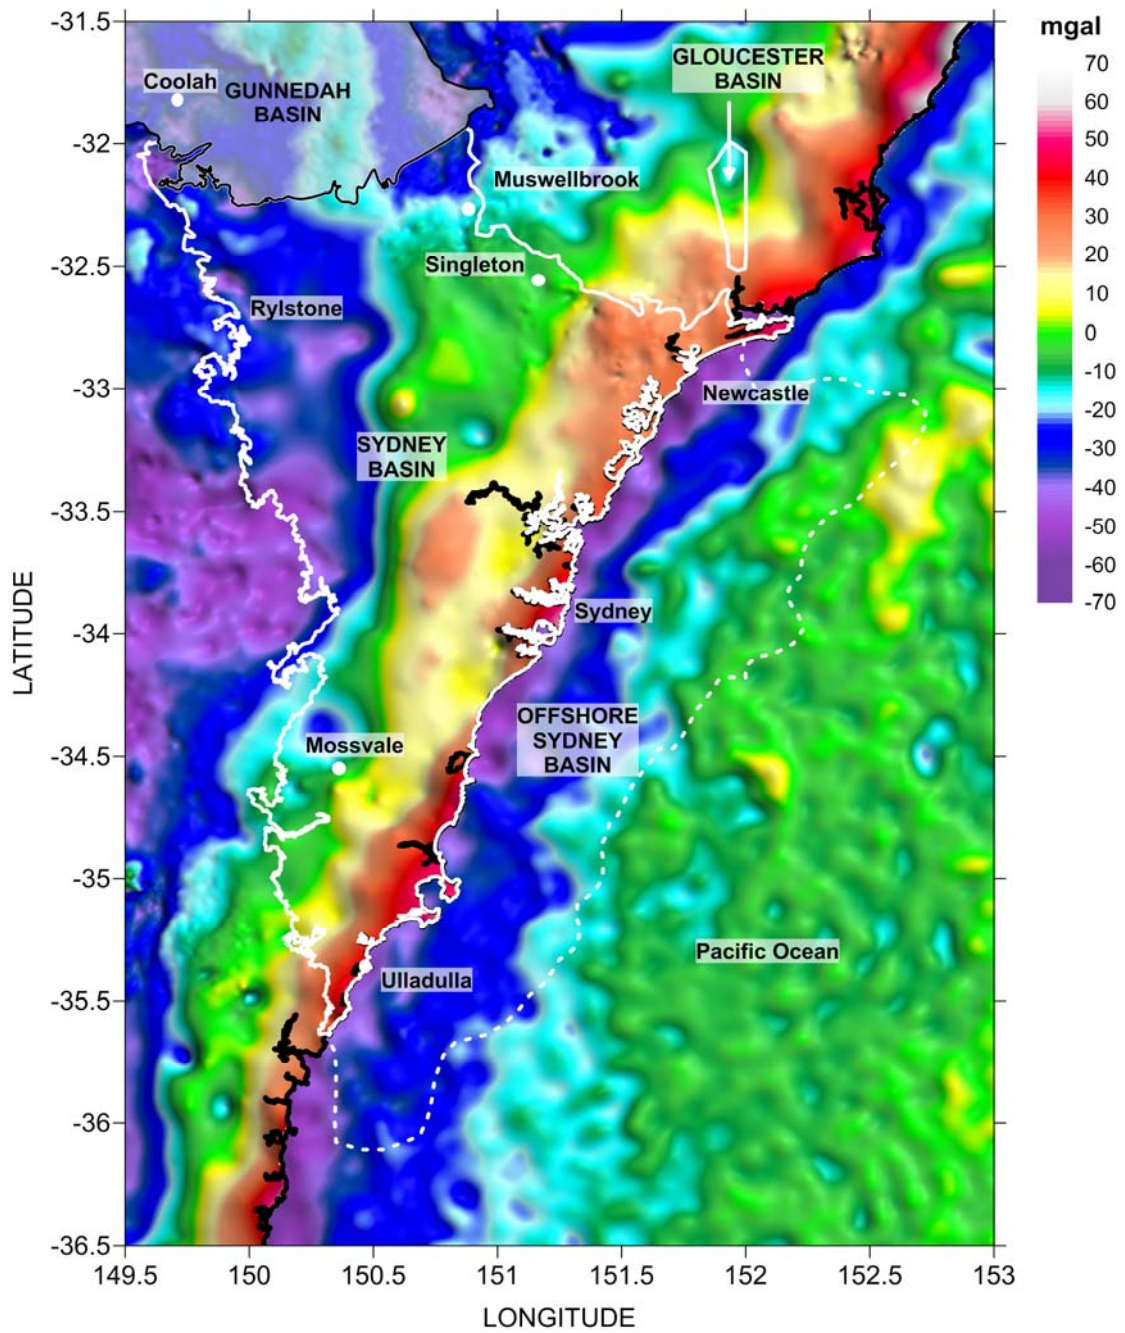 mgal
70
60
50
40
30
20
10
0
-10
-20
-30
-40
-50
-60
-70
-31.5
-32
-32.5
-33
-33.5
-34
-34.5
-35
-35.5
-36
-36.5
LATITUDE
Coolah
GUNNEDAH
BASIN
GLOUCESTER
BASIN
Muswellbrook
Singleton
Rylstone
Newcastle
SYDNEY
BASIN
Sydney
OFFSHORE
SYDNEY
BASIN
Mossvale
Pacific Ocean
Ulladulla
149.5
150
150.5
151
151.5
152
152.5
153
LONGITUDE